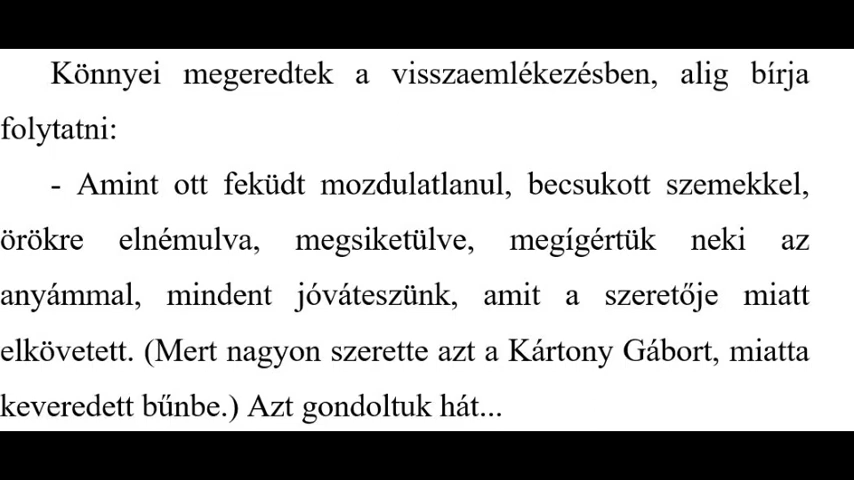 Könnyei megeredtek a visszaemlékezésben, alig bírja
folytatni:
- Amint ott feküdt mozdulatlanul, becsukott szemekkel,
örökre elnémulva, megsiketülve, megígértük neki az
anyámmal, mindent jóváteszünk, amit a szeretője miatt
elkövetett. (Mert nagyon szerette azt a Kártony Gábort, miatta
keveredett bűnbe.) Azt gondoltuk hát...